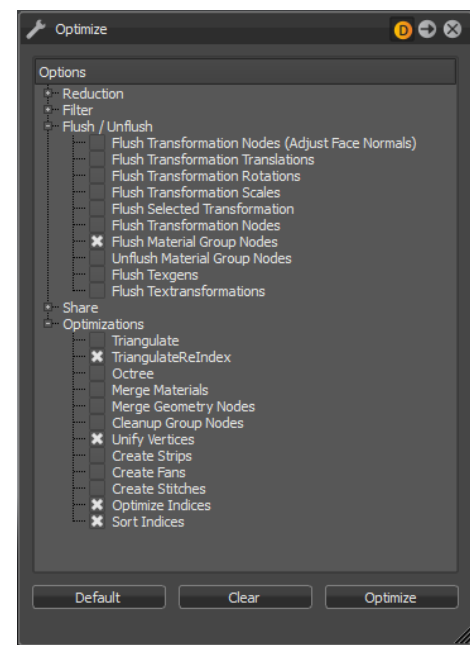 Optimize
D
Options
Reduction
Filter
Flush / Unflush
Flush Transformation Nodes (Adjust Face Normals)
Flush Transformation Translations
Flush Transformation Rotations
Flush Transformation Scales
Flush Selected Transformation
Flush Transformation Nodes
Flush Material Group Nodes
Unflush Material Group Nodes
Flush Texgens
Flush Textransformations
Share
Optimizations
Triangulate
TriangulateReIndex
Octree
Merge Materials
Merge Geometry Nodes
Cleanup Group Nodes
Unify Vertices
Create Strips
Create Fans
Create Stitches
Optimize Indices
Sort Indices
Default Clear Optimize